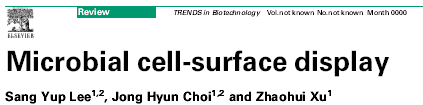 Review
TRENDS in Biotechnology Vol.not known No.not known Month 0000
ELSEVIER
Microbial cell-surface display
Sang Yup Lee1,2, Jong Hyun Choi1,2 and Zhaohui Xu1